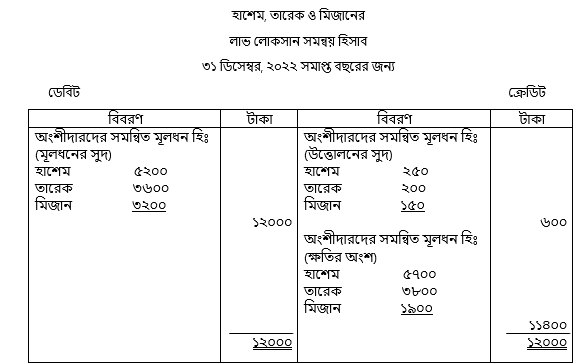 হাশেম, তারেক ও মিজানের
লাভ লোকসান সমন্বয় হিসাব
৩১ ডিসেম্বর, ২০২২ সমাপ্ত বছরের জন্য
ডেবিট ক্রেডিট
বিবরণ টাকা বিবরণ টাকা
অংশীদারদের সমন্বিত মূলধন হিঃ অংশীদারদের সমন্বিত মূলধন হিঃ
(মূলধনের সুদ) (উত্তোলনের সুদ)
হাশেম ৫২০০ হাশেম ২৫০
তারেক ৩৬০০ তারেক ২০০
মিজান ৩২০০ মিজান ১৫০
১২০০০ ৬০০
অংশীদারদের সমন্বিত মূলধন হিঃ
(ক্ষতির অংশ)
হাশেম ৫৭০০
তারেক ৩৮০০
মিজান ১৯০০
১১৪০০
১২০০০ ১২০০০